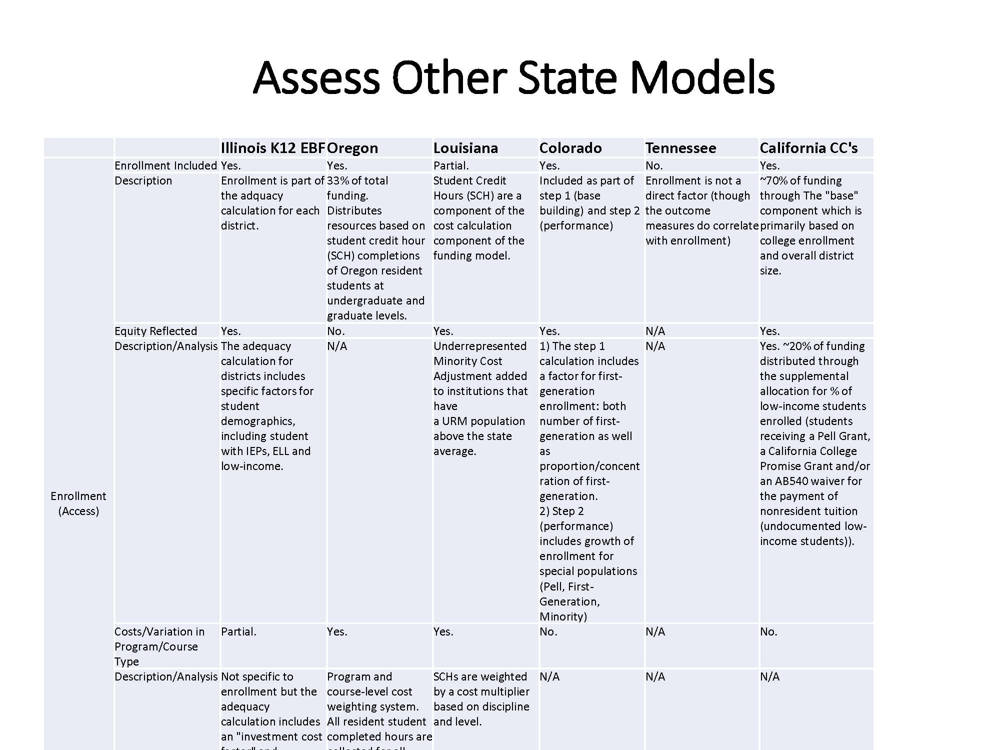 Assess Other State Models
Illinois K12 EBF Oregon Louisiana Colorado Tennessee California CC's
Enrollment
(Access)
Enrollment Included
Yes.
Yes.
Partial.
Yes.
No.
Yes.
Description
Enrollment is part of
the adquacy
calculation for each
district.
33% of total
funding.
Distributes
resources based on
student credit hour
(SCH) completions
of Oregon resident
students at
undergraduate and
graduate levels.
Student Credit
Hours (SCH) are a
component of the
cost calculation
component of the
funding model.
Included as part of
step 1 (base
building) and step 2
(performance)
Enrollment is not a
direct factor (though
the outcome
measures do correlate
with enrollment)
~70% of funding
through The "base"
component which is
primarily based on
college enrollment
and overall district
size.
Equity Reflected
Yes.
No.
Yes.
Yes.
N/A
Yes.
Description/Analysis
The adequacy
calculation for
districts includes
specific factors for
student
demographics,
including student
with IEPs, ELL and
low-income.
N/A
Underrepresented
Minority Cost
Adjustment added
to institutions that
have
a URM population
above the state
average.
1) The step 1
calculation includes
a factor for first-
generation
enrollment: both
number of first-
generation as well
as
proportion/concent
ration of first-
generation.
2) Step 2
(performance)
includes growth of
enrollment for
special populations
(Pell, First-
Generation,
Minority)
N/A
Yes. ~20% of funding
distributed through
the supplemental
allocation for % of
low-income students
enrolled (students
receiving a Pell Grant,
a California College
Promise Grant and/or
an AB540 waiver for
the payment of
nonresident tuition
(undocumented low-
income students)).
Costs/Variation in
Program/Course
Type
Partial.
Yes.
Yes.
No.
N/A
No.
Description/Analysis
Not specific to
enrollment but the
adequacy
calculation includes
an "investment cost
Program and
course-level cost
weighting system.
All resident student
completed hours are
SCHs are weighted
by a cost multiplier
based on discipline
and level.
N/A
N/A
N/A